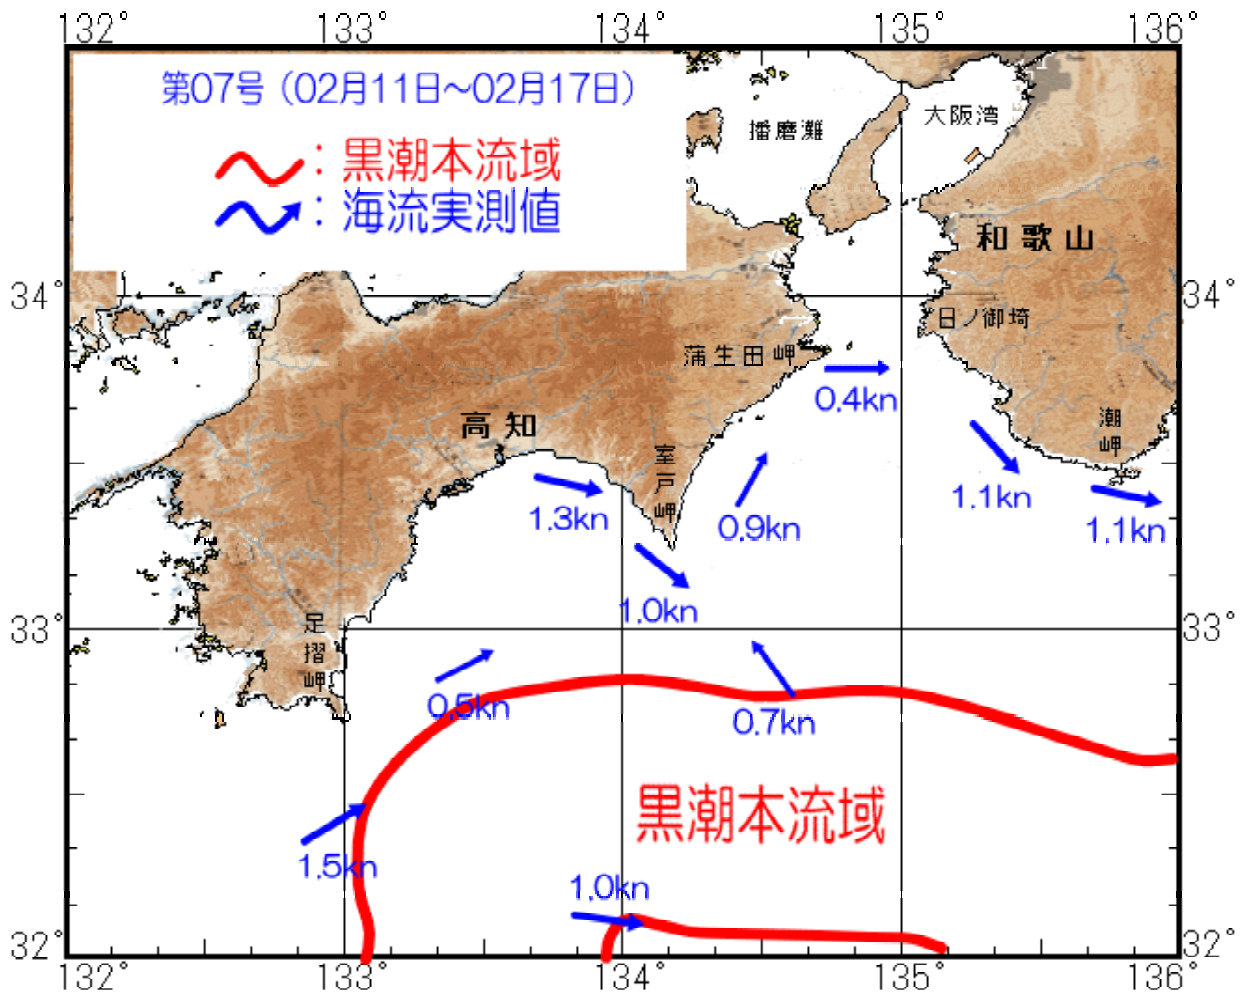 132° 133° 134° 135° 136°
第07号（02月11日～02月17日）
：黒潮本流域
：海流実測値
播磨灘
大阪湾
和歌山
34° 34°
日ノ御埼
蒲生田岬
0.4kn
高知
潮岬
室戸岬
1.3kn
0.9kn
1.1kn
1.1kn
1.0kn
33° 33°
足摺岬
0.5kn
0.7kn
黒潮本流域
1.5kn
1.0kn
32° 32°
132° 133° 134° 135° 136°